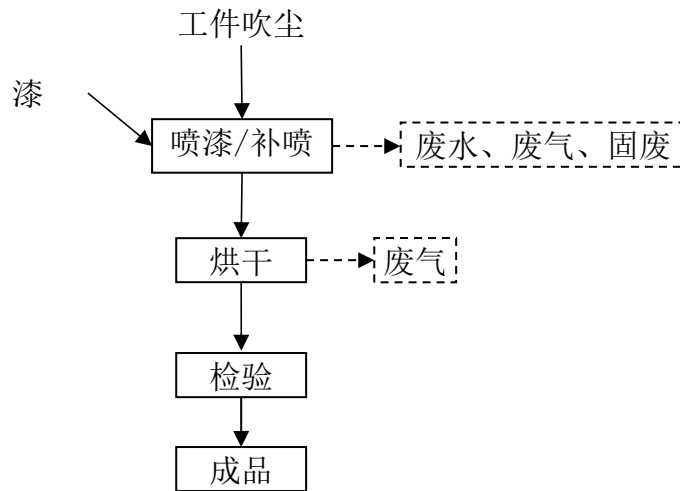 工件吹尘
漆
喷漆/补喷
废水、废气、固废
烘干
废气
检验
成品